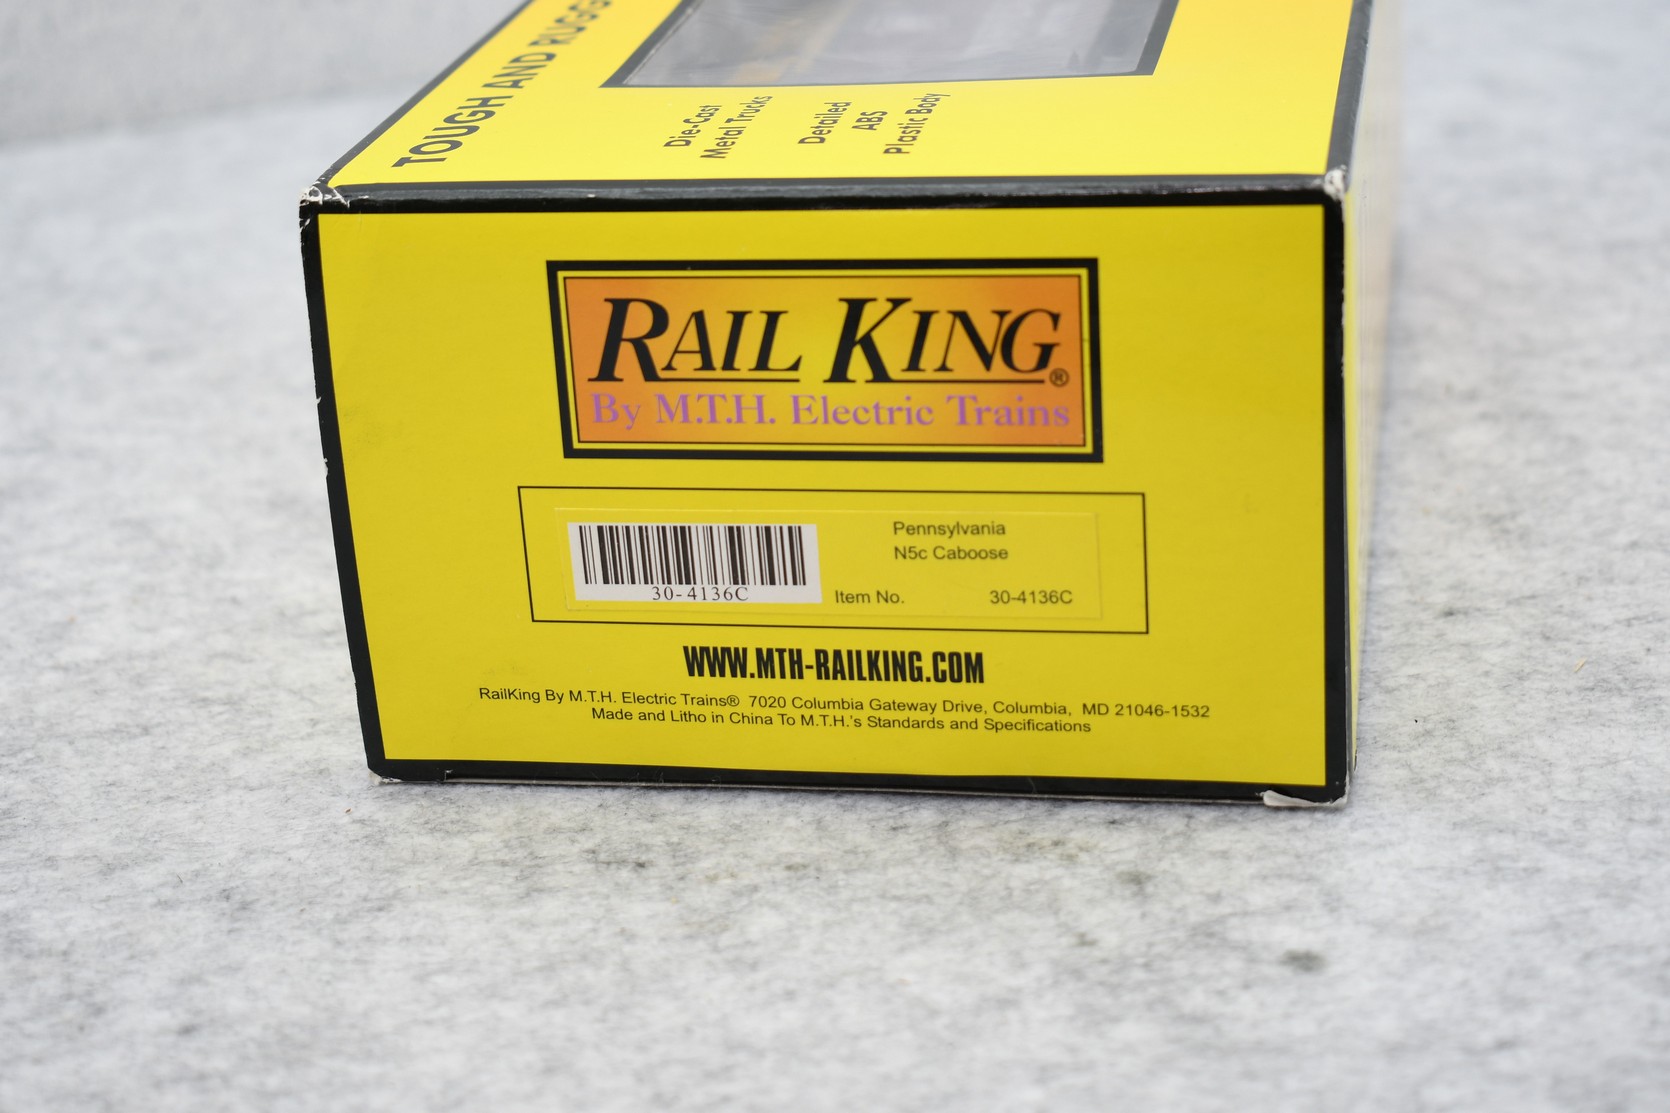 TOUGH AND
Die-Cast
Metal Trucks
Detailed
ABS
Plastic Body
RAIL KING®
By M.T.H. Electric Trains
30-4136C
Pennsylvania
N5c Caboose
Item No. 30-4136C
WWW.MTH-RAILKING.COM
RailKing By M.T.H. Electric Trains® 7020 Columbia Gateway Drive, Columbia, MD 21046-1532
Made and Litho in China To M.T.H.'s Standards and Specifications